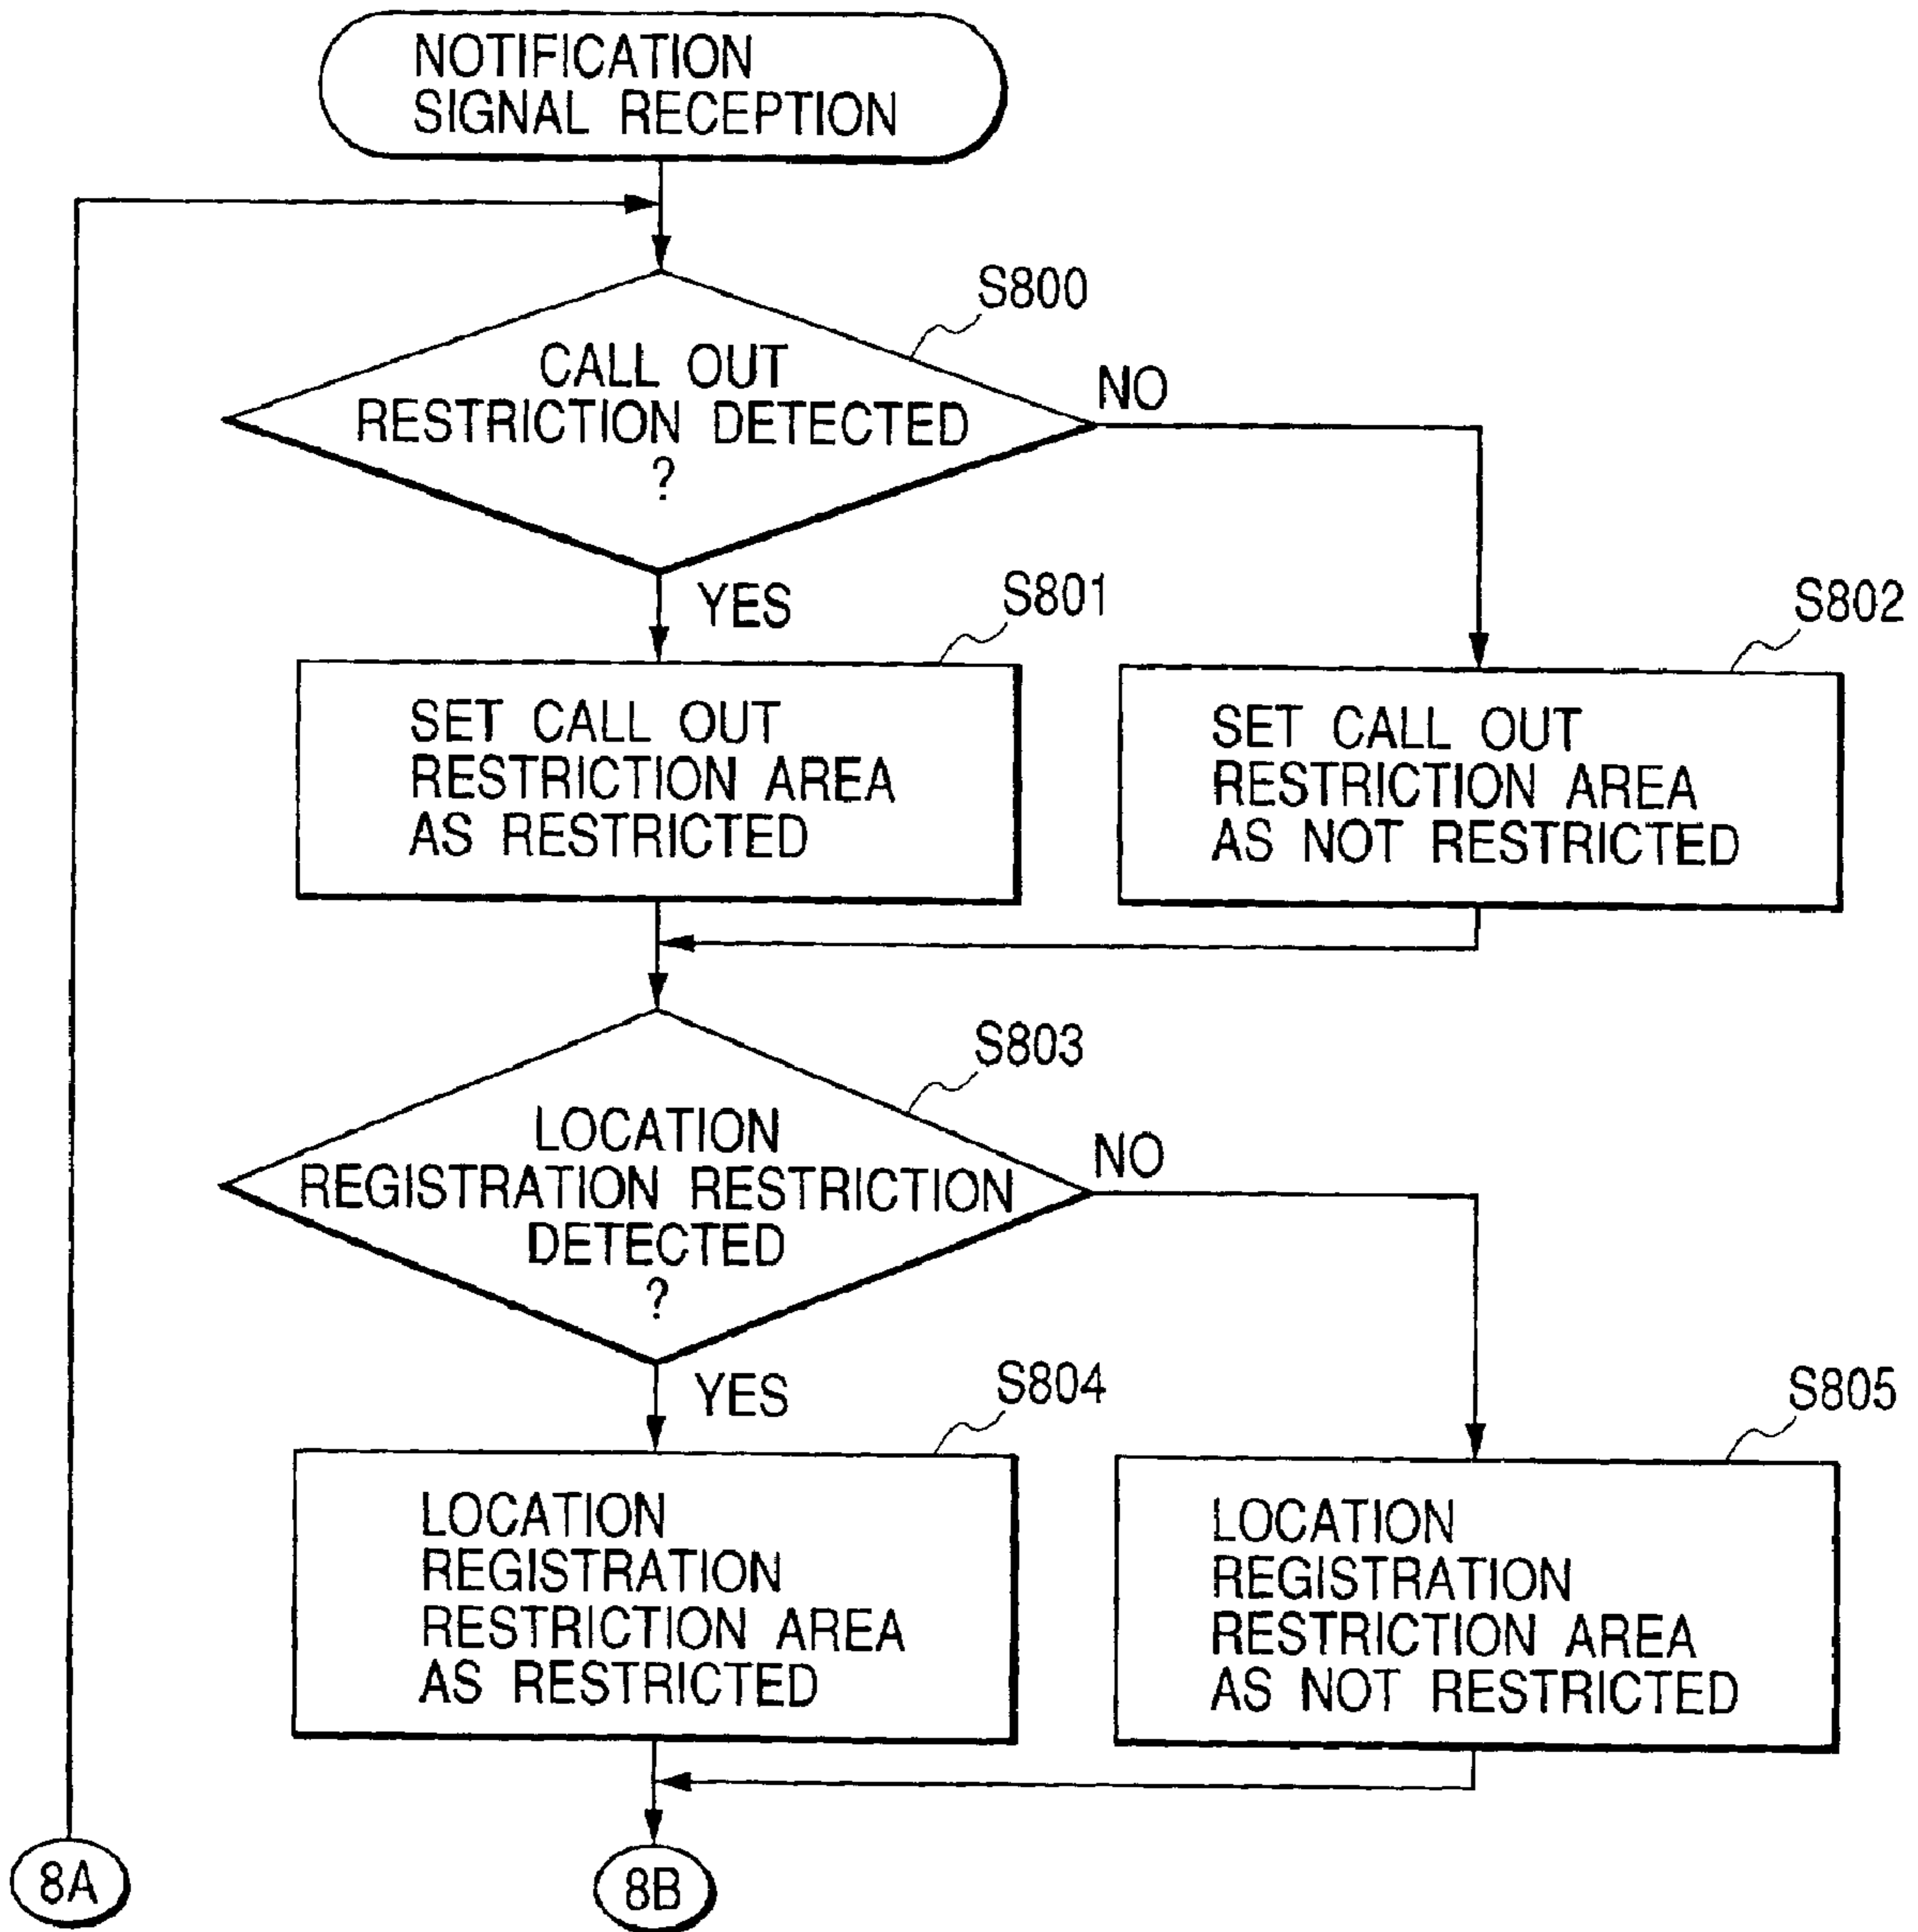 NOTIFICATION
SIGNAL RECEPTION
S800
CALL OUT
RESTRICTION DETECTED
?
NO
YES
S801
S802
SET CALL OUT
RESTRICTION AREA
AS RESTRICTED
SET CALL OUT
RESTRICTION AREA
AS NOT RESTRICTED
S803
LOCATION
REGISTRATION RESTRICTION
DETECTED
?
NO
YES
S804
S805
LOCATION
REGISTRATION
RESTRICTION AREA
AS RESTRICTED
LOCATION
REGISTRATION
RESTRICTION AREA
AS NOT RESTRICTED
8A
8B